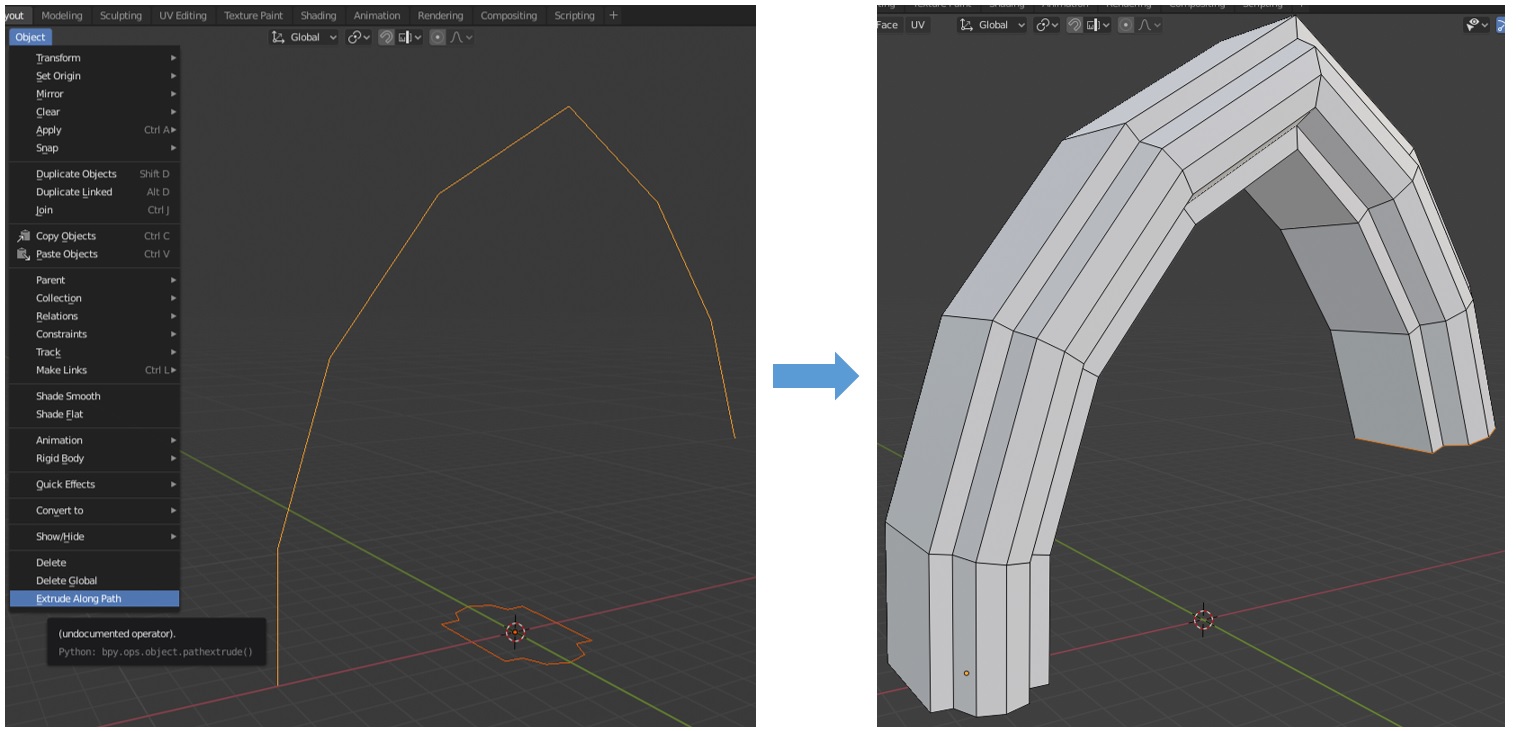 yout Modeling Sculpting UV Editing Texture Paint Shading Animation Rendering Compositing Scripting +
Object
Global
Transform
Set Origin
Mirror
Clear
Apply Ctrl A
Snap
Duplicate Objects Shift D
Duplicate Linked Alt D
Join Ctrl J
Copy Objects Ctrl C
Paste Objects Ctrl V
Parent
Collection
Relations
Constraints
Track
Make Links Ctrl L
Shade Smooth
Shade Flat
Animation
Rigid Body
Quick Effects
Convert to
Show/Hide
Delete
Delete Global
Extrude Along Path
(undocumented operator).
Python: bpy.ops.object.pathextrude()
Face UV Global